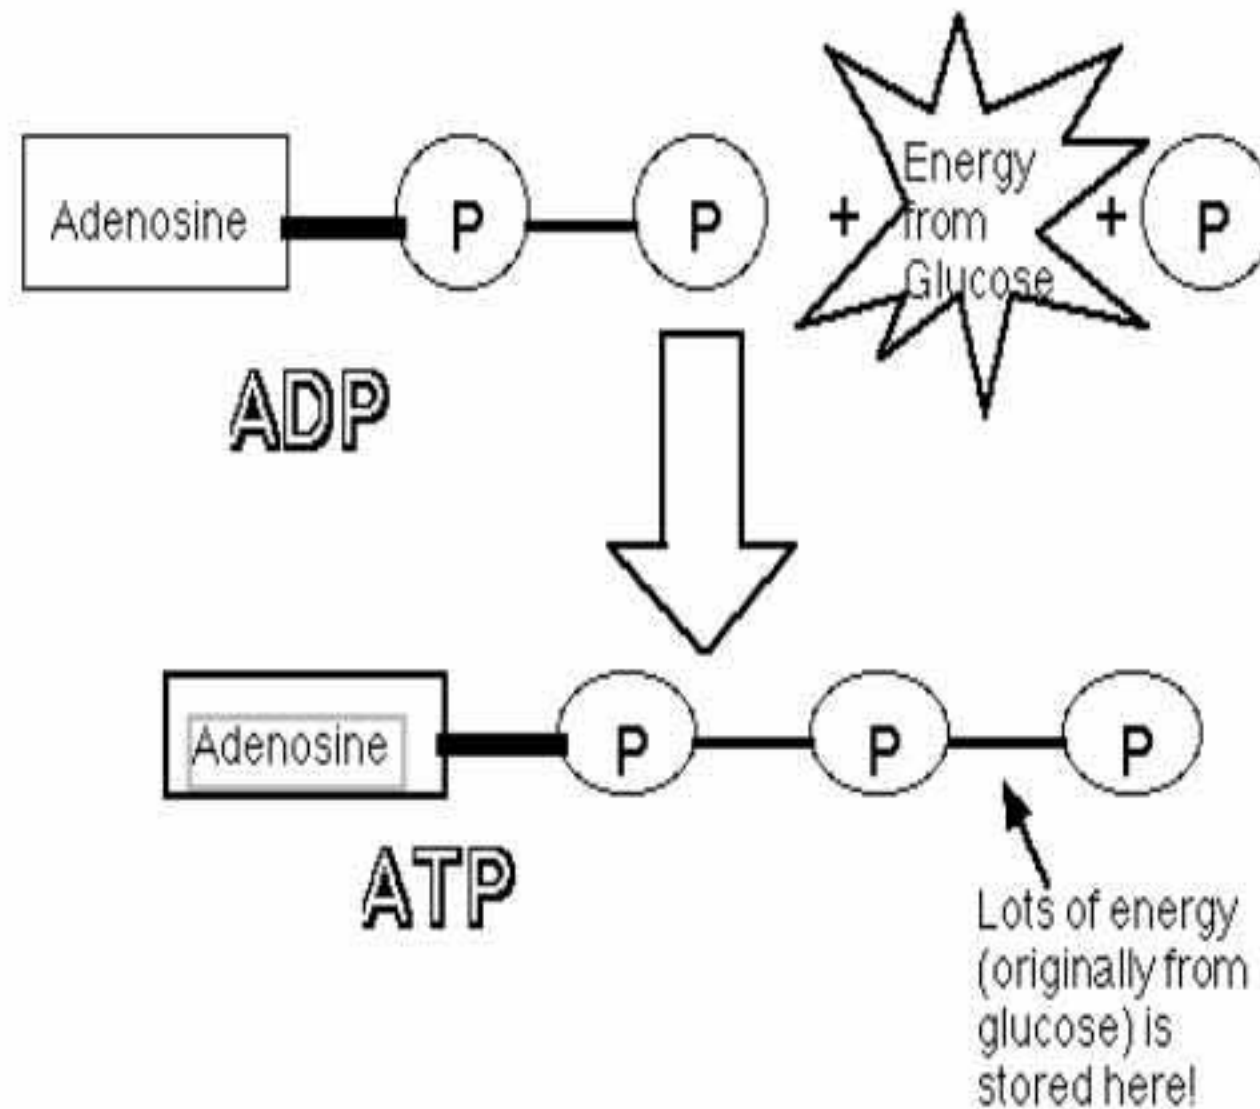 Adenosine
P
P
+
Energy
from
Glucose
+
P
ADP
Adenosine
P
P
P
ATP
Lots of energy
(originally from
glucose) is
stored here!